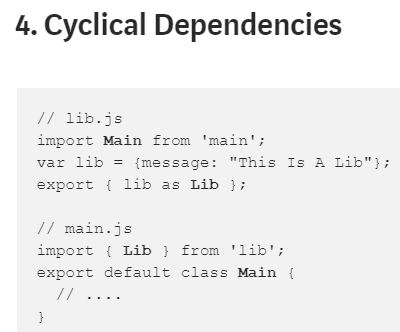 4. Cyclical Dependencies
// lib.js
import Main from 'main';
var lib = {message: "This Is A Lib"};
export { lib as Lib };
// main.js
import { Lib } from 'lib';
export default class Main {
// ....
}